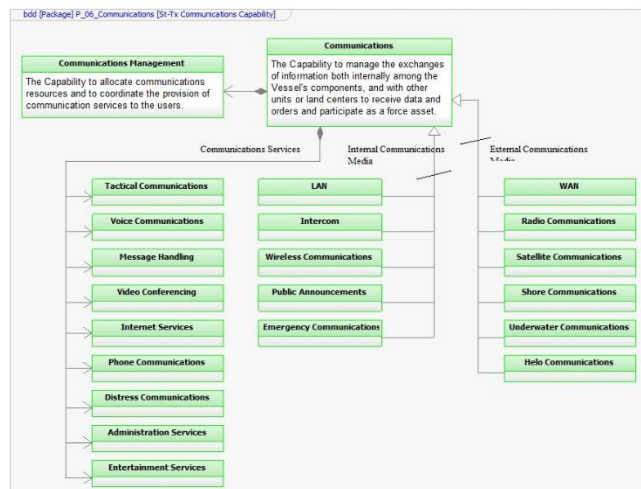 bdd [Package] P_06_Communications [St-Tx Communications Capability]
Communications
The Capability to manage the exchanges
of information both internally among the
Vessel's components, and with other
units or land centers to receive data and
orders and participate as a force asset.
Communications Management
The Capability to allocate communications
resources and to coordinate the provision of
communication services to the users.
Communications Services
Internal Communications
Media
External Communications
Media
Tactical Communications
Voice Communications
Message Handling
Video Conferencing
Internet Services
Phone Communications
Distress Communications
Administration Services
Entertainment Services
LAN
Intercom
Wireless Communications
Public Announcements
Emergency Communications
WAN
Radio Communications
Satellite Communications
Shore Communications
Underwater Communications
Helo Communications